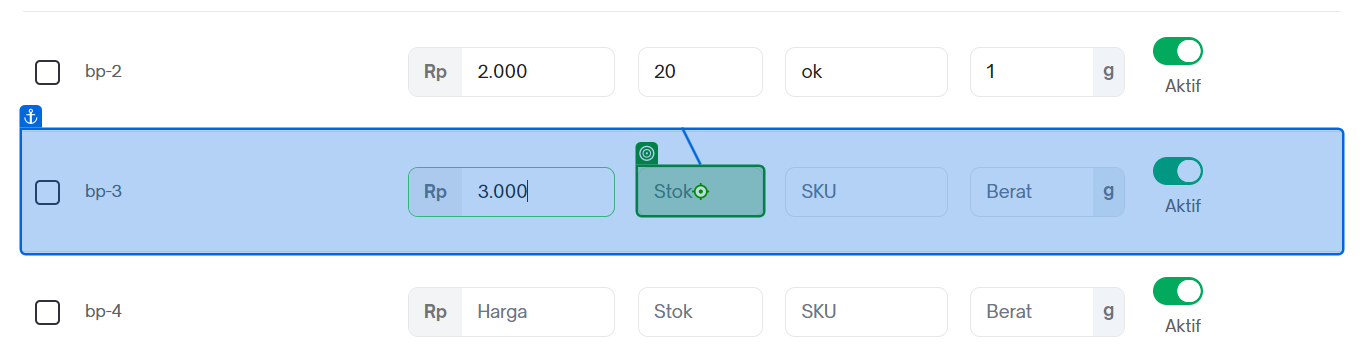 bp-2 Rp 2.000 20 ok 1 g
Aktif
bp-3 Rp 3.000 Stok SKU Berat g
Aktif
bp-4 Rp Harga Stok SKU Berat g
Aktif